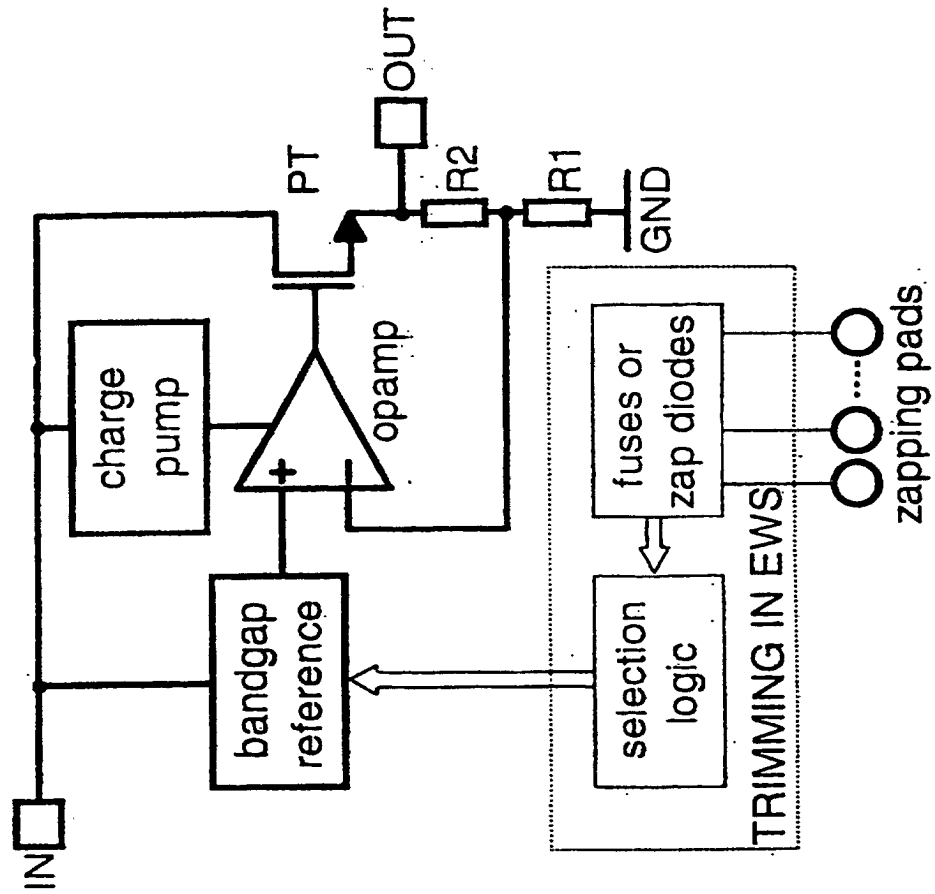 IN
charge
pump
PT
OUT
bandgap
reference
+
−
opamp
R2
R1
GND
selection
logic
fuses or
zap diodes
TRIMMING IN EWS
zapping pads